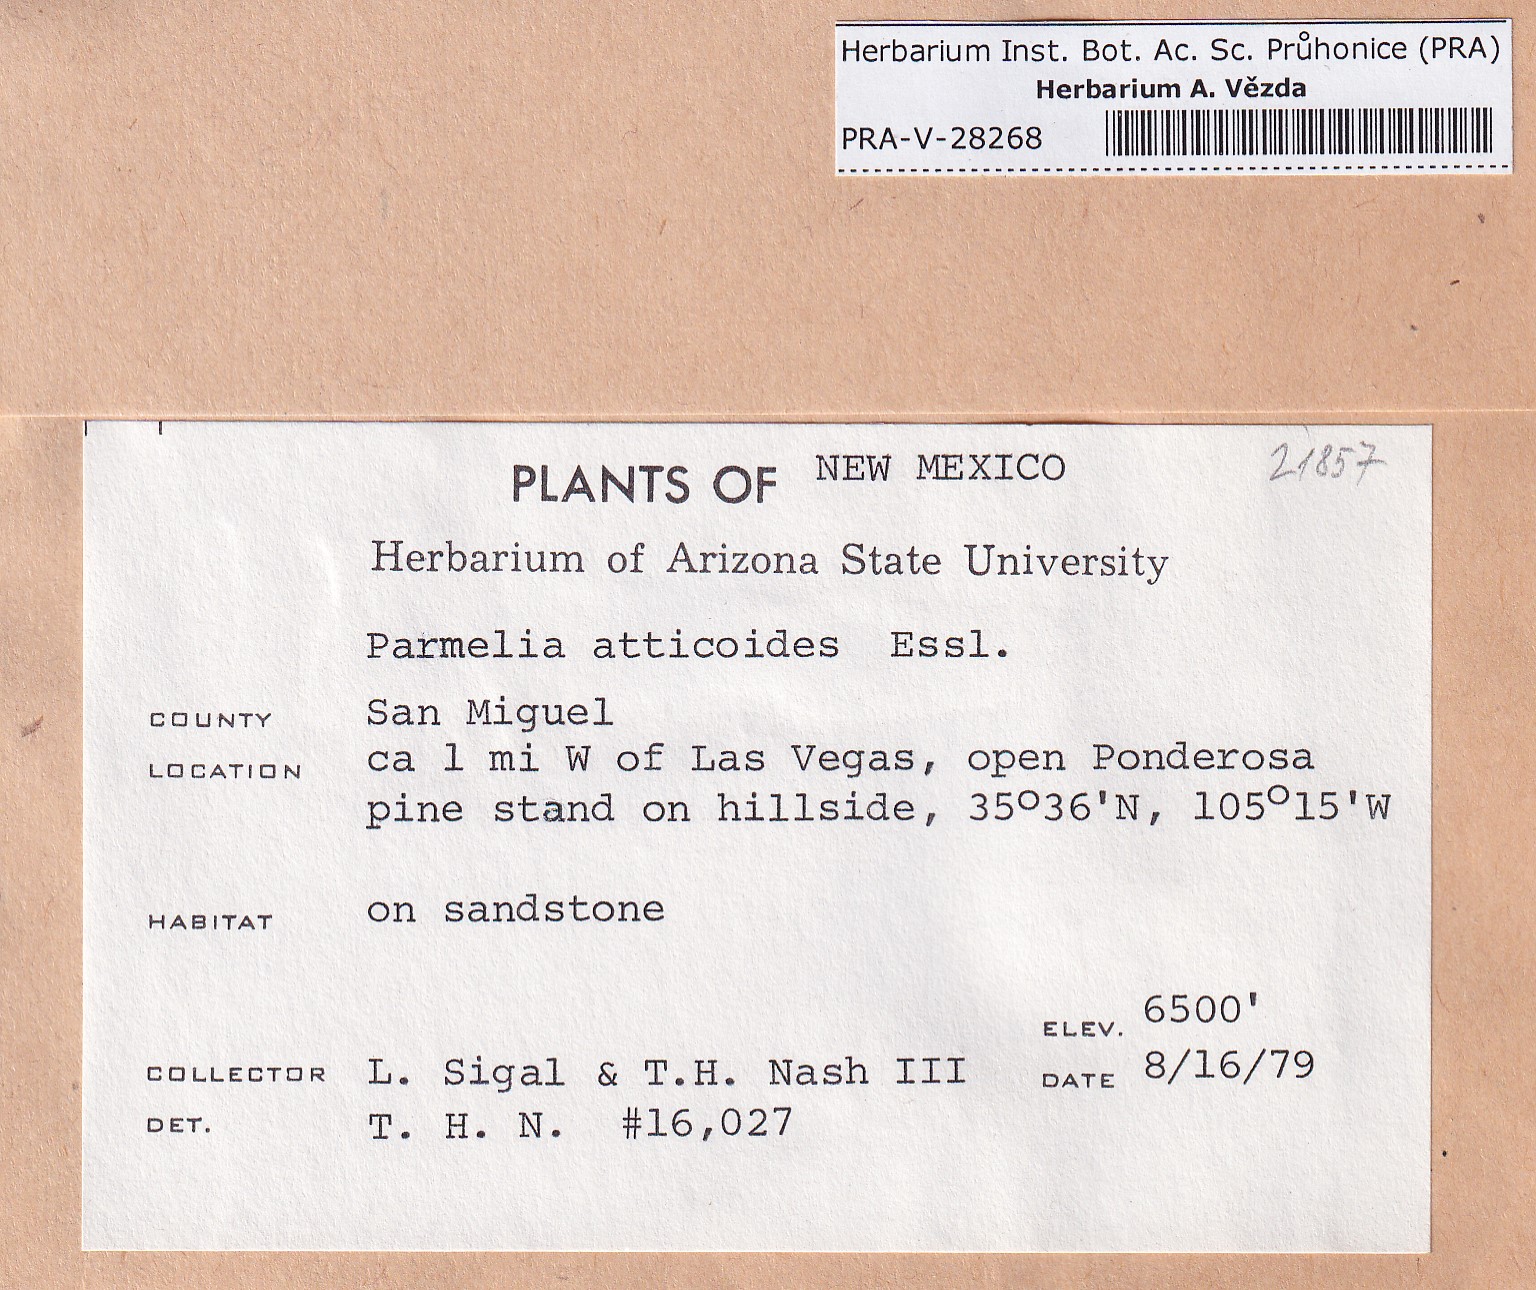 Herbarium Inst. Bot. Ac. Sc. Průhonice (PRA)
Herbarium A. Vězda
PRA-V-28268
21857
PLANTS OF NEW MEXICO
Herbarium of Arizona State University
Parmelia atticoides Essl.
COUNTY San Miguel
LOCATION ca 1 mi W of Las Vegas, open Ponderosa
pine stand on hillside, 35°36'N, 105°15'W
HABITAT on sandstone
ELEV. 6500'
COLLECTOR L. Sigal & T.H. Nash III DATE 8/16/79
DET. T. H. N. #16,027